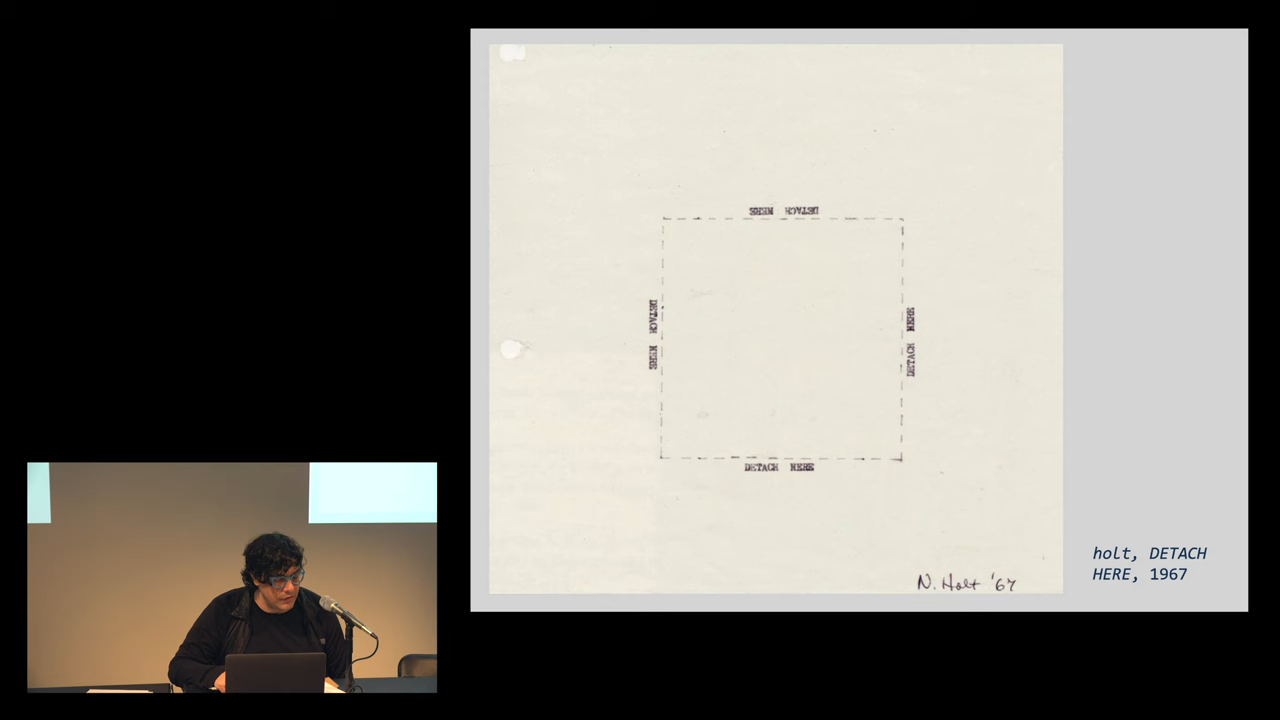 DETACH HERE
DETACH HERE
DETACH HERE
DETACH HERE
N. Holt '67
holt, DETACH
HERE, 1967